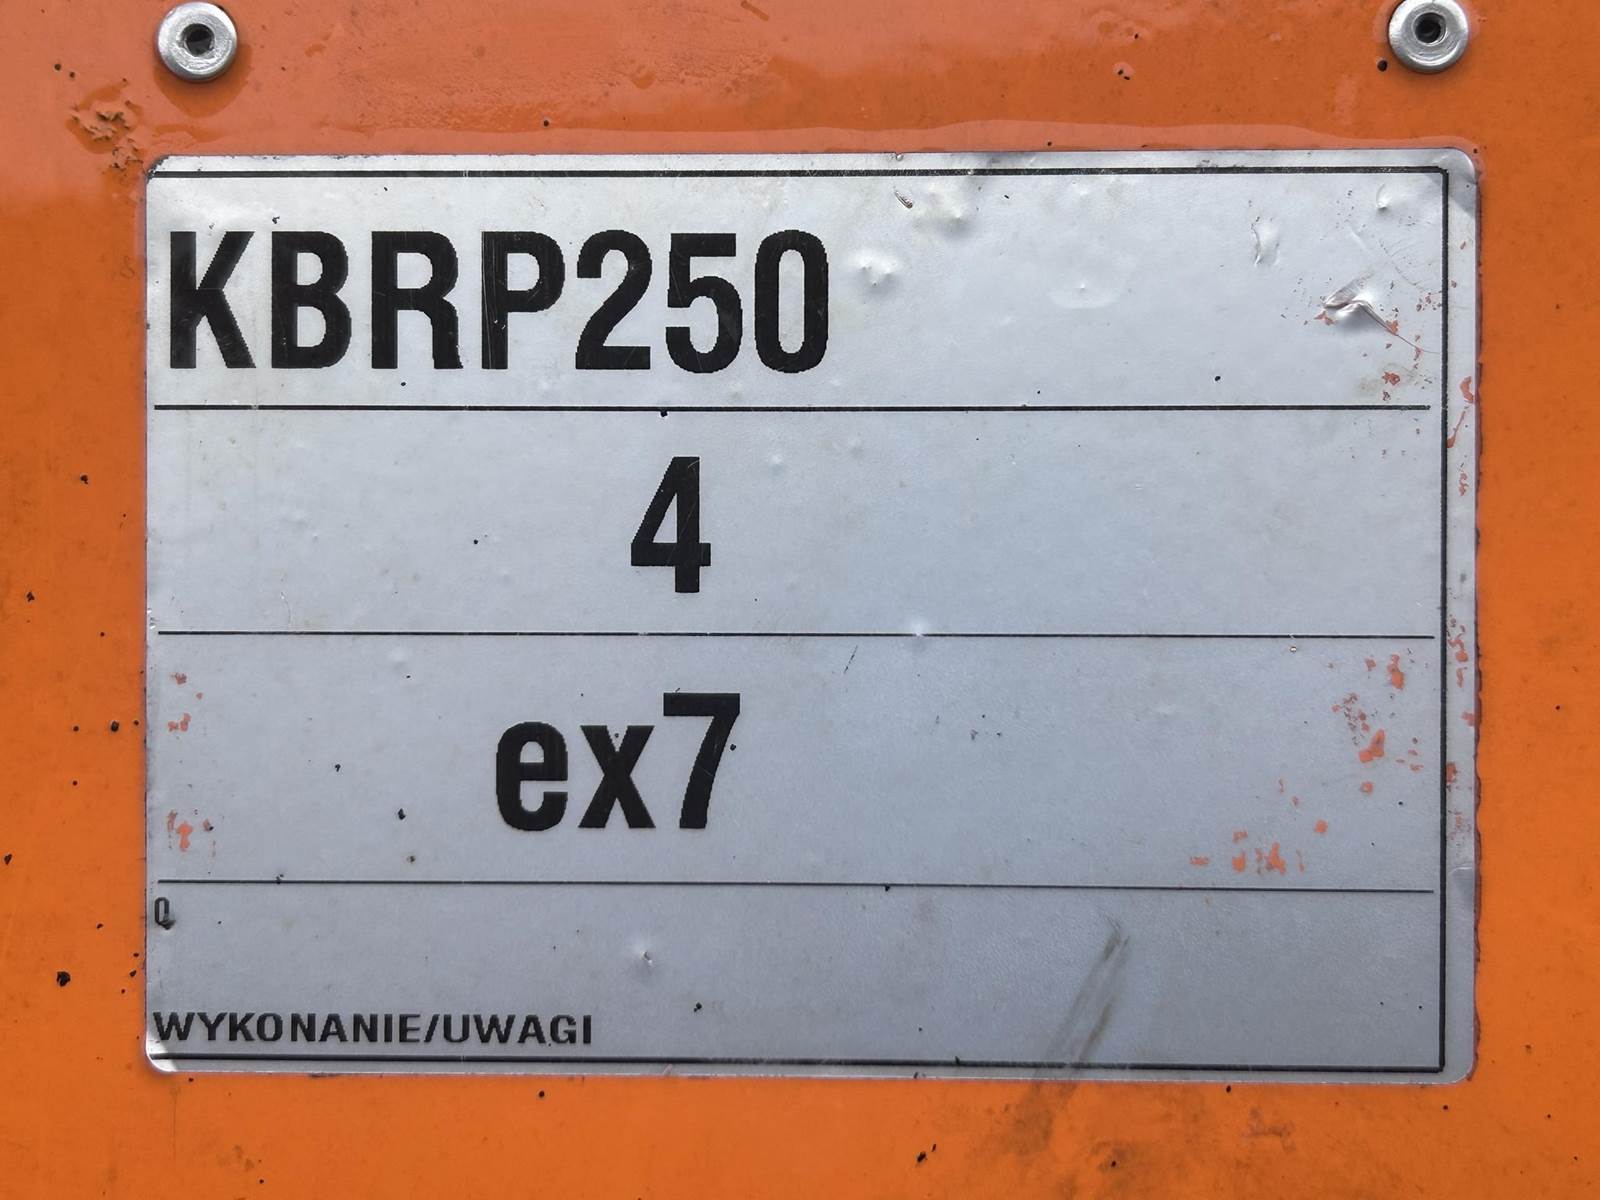 KBRP250
4
ex7
Q
WYKONANIE/UWAGI